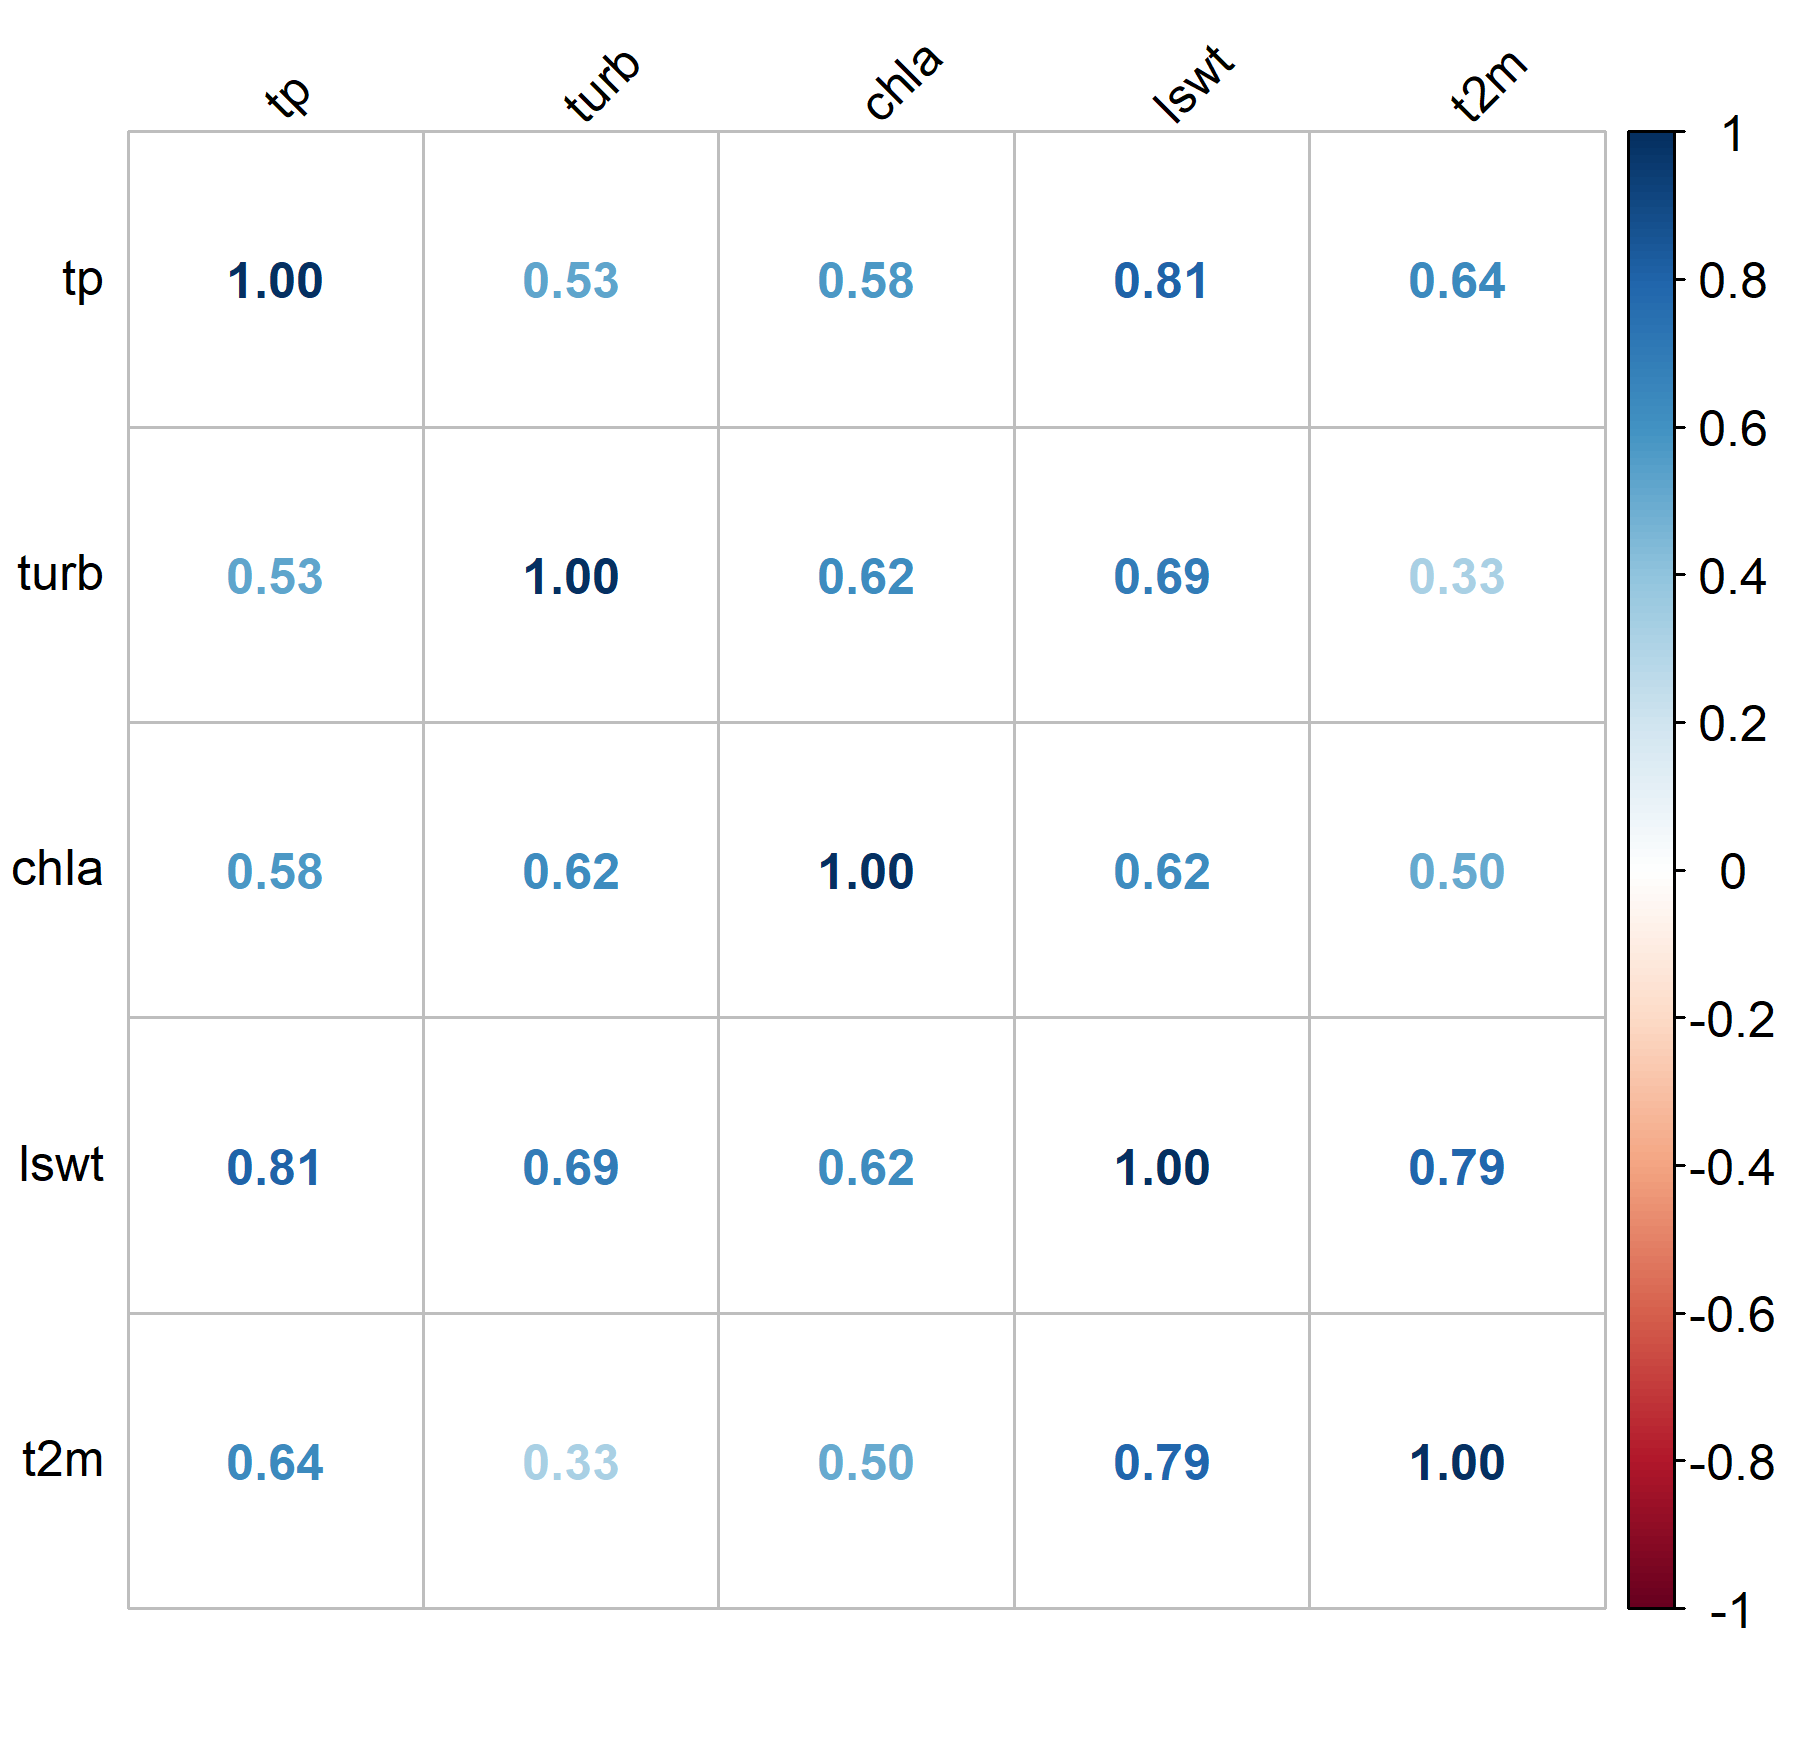 tp turb chla lswt t2m
tp 1.00 0.53 0.58 0.81 0.64
turb 0.53 1.00 0.62 0.69 0.33
chla 0.58 0.62 1.00 0.62 0.50
lswt 0.81 0.69 0.62 1.00 0.79
t2m 0.64 0.33 0.50 0.79 1.00
1
0.8
0.6
0.4
0.2
0
-0.2
-0.4
-0.6
-0.8
-1